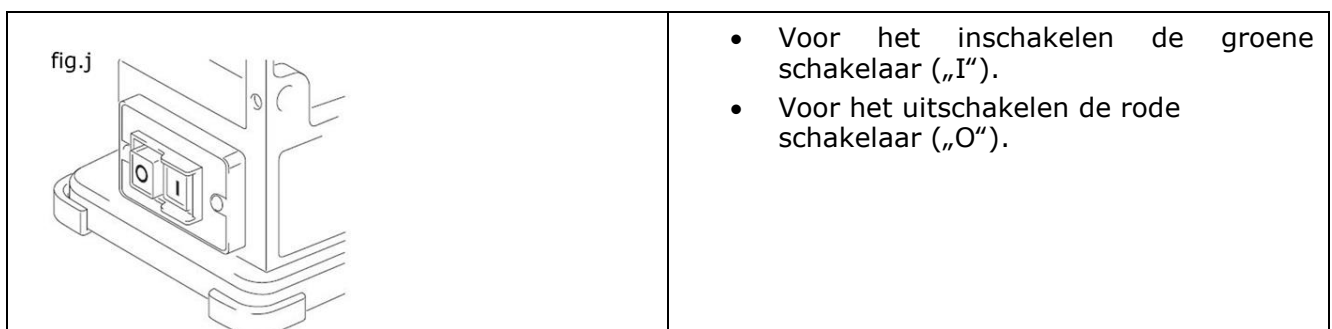 fig.j
O
I
• Voor het inschakelen de groene
schakelaar („I“).
• Voor het uitschakelen de rode
schakelaar („O“).